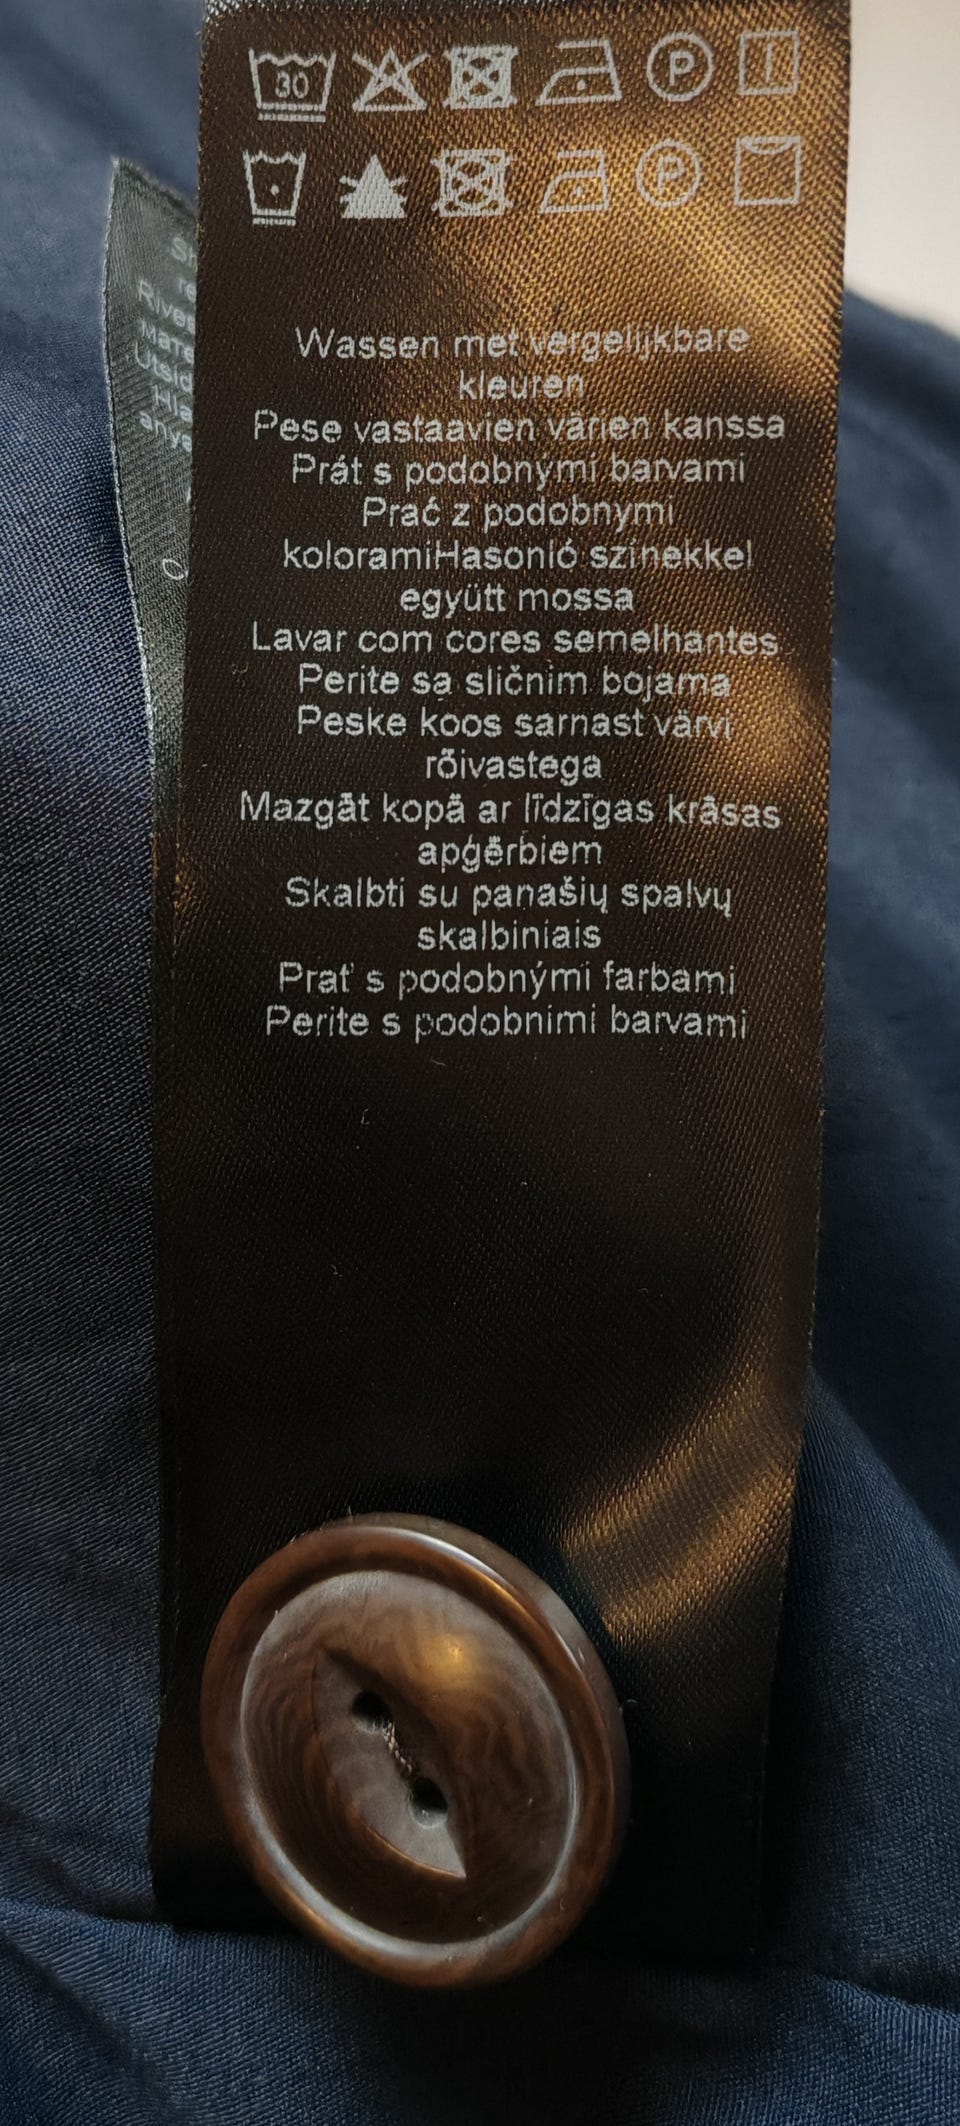 30 P
P
Wassen met vergelijkbare
kleuren
Pese vastaavien värien kanssa
Prát s podobnými barvami
Prać z podobnymi
koloramiHasonló színekkel
együtt mossa
Lavar com cores semelhantes
Perite sa sličnim bojama
Peske koos sarnast värvi
rõivastega
Mazgāt kopā ar līdzīgas krāsas
apģērbiem
Skalbti su panašių spalvų
skalbiniais
Prať s podobnými farbami
Perite s podobnimi barvami